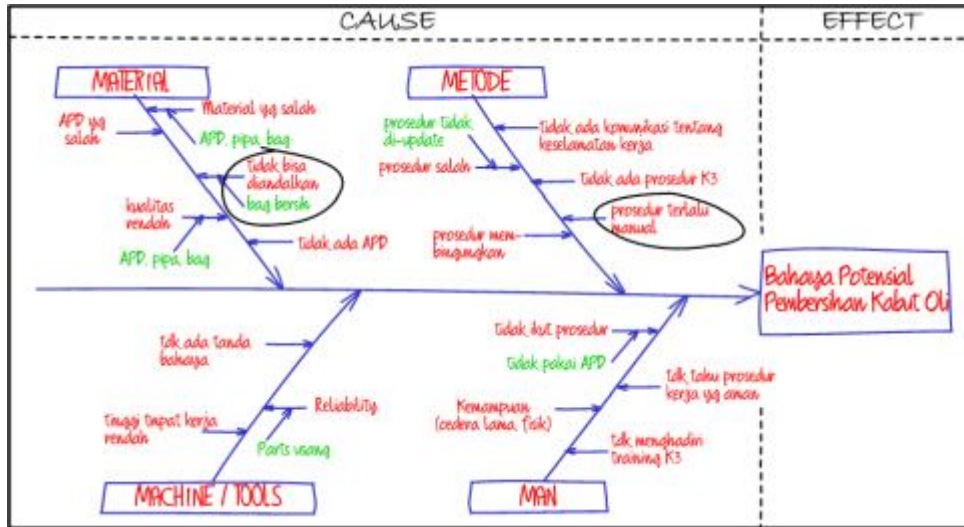 CAUSE
EFFECT
MATERIAL
Material yg salah
APD yg
salah
APD, pipa, bag
tidak bisa
diandalkan
bag bersih
kualitas
rendah
APD, pipa, bag
tidak ada APD
METODE
prosedur tidak
di-update
tidak ada komunikasi tentang
keselamatan kerja
prosedur salah
tidak ada prosedur K3
prosedur terlalu
manual
prosedur mem-
bingungkan
Bahaya Potensial
Pembersihan Kabut Oli
tdk ada tanda
bahaya
Reliability
tinggi tmpat kerja
rendah
Parts usang
MACHINE / TOOLS
tidak ikut prosedur
tidak pakai APD
tdk tahu prosedur
kerja yg aman
Kemampuan
(cedera lama, fisik)
tdk menghadiri
training K3
MAN